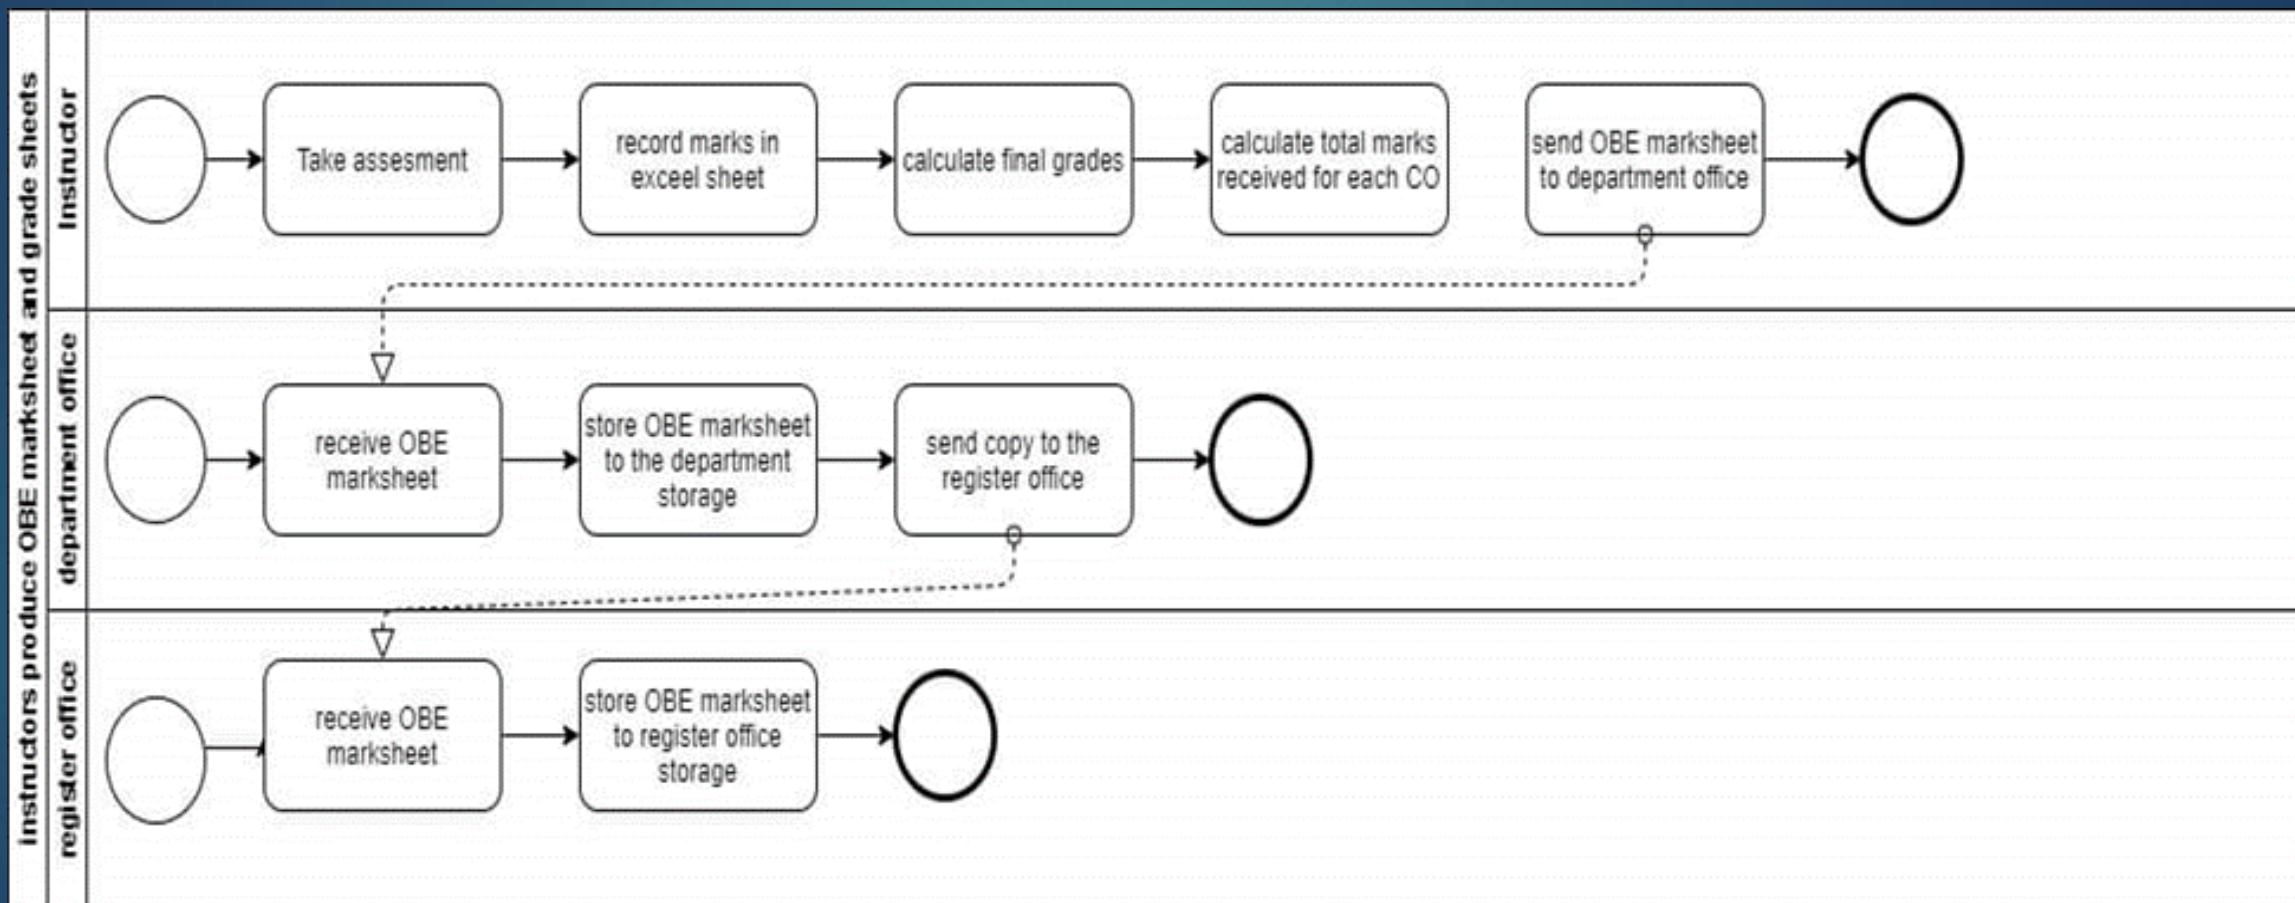 instructors produce OBE marksheet and grade sheets
Instructor
Take assesment
record marks in
exceel sheet
calculate final grades
calculate total marks
received for each CO
send OBE marksheet
to department office
department office
receive OBE
marksheet
store OBE marksheet
to the department
storage
send copy to the
register office
register office
receive OBE
marksheet
store OBE marksheet
to register office
storage